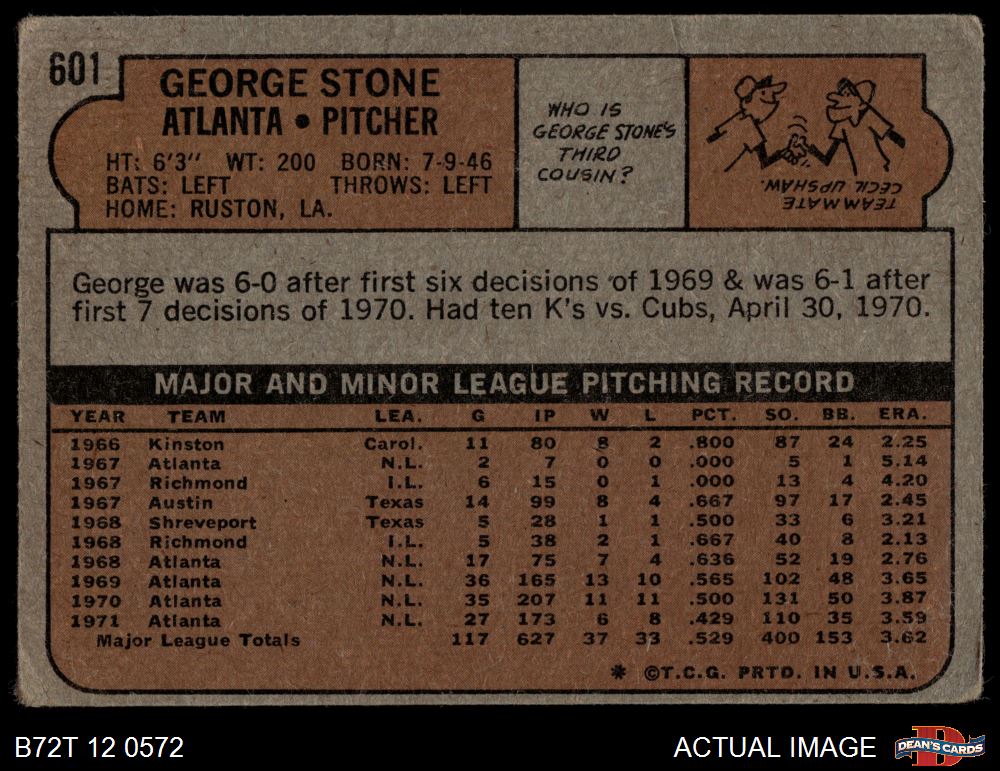 601
GEORGE STONE
ATLANTA • PITCHER
HT: 6'3" WT: 200 BORN: 7-9-46
BATS: LEFT THROWS: LEFT
HOME: RUSTON, LA.
WHO IS
GEORGE STONE'S
THIRD
COUSIN?
TEAMMATE
CECIL UPSHAW.
George was 6-0 after first six decisions of 1969 & was 6-1 after
first 7 decisions of 1970. Had ten K's vs. Cubs, April 30, 1970.
MAJOR AND MINOR LEAGUE PITCHING RECORD
YEAR TEAM LEA. G IP W L PCT. SO. BB. ERA.
1966 Kinston Carol. 11 80 8 2 .800 87 24 2.25
1967 Atlanta N.L. 2 7 0 0 .000 5 1 5.14
1967 Richmond I.L. 6 15 0 1 .000 13 4 4.20
1967 Austin Texas 14 99 8 4 .667 97 17 2.45
1968 Shreveport Texas 5 28 1 1 .500 33 6 3.21
1968 Richmond I.L. 5 38 2 1 .667 40 8 2.13
1968 Atlanta N.L. 17 75 7 4 .636 52 19 2.76
1969 Atlanta N.L. 36 165 13 10 .565 102 48 3.65
1970 Atlanta N.L. 35 207 11 11 .500 131 50 3.87
1971 Atlanta N.L. 27 173 6 8 .429 110 35 3.59
Major League Totals 117 627 37 33 .529 400 153 3.62
* ©T.C.G. PRTD. IN U.S.A.
B72T 12 0572
ACTUAL IMAGE
D
DEAN'S CARDS